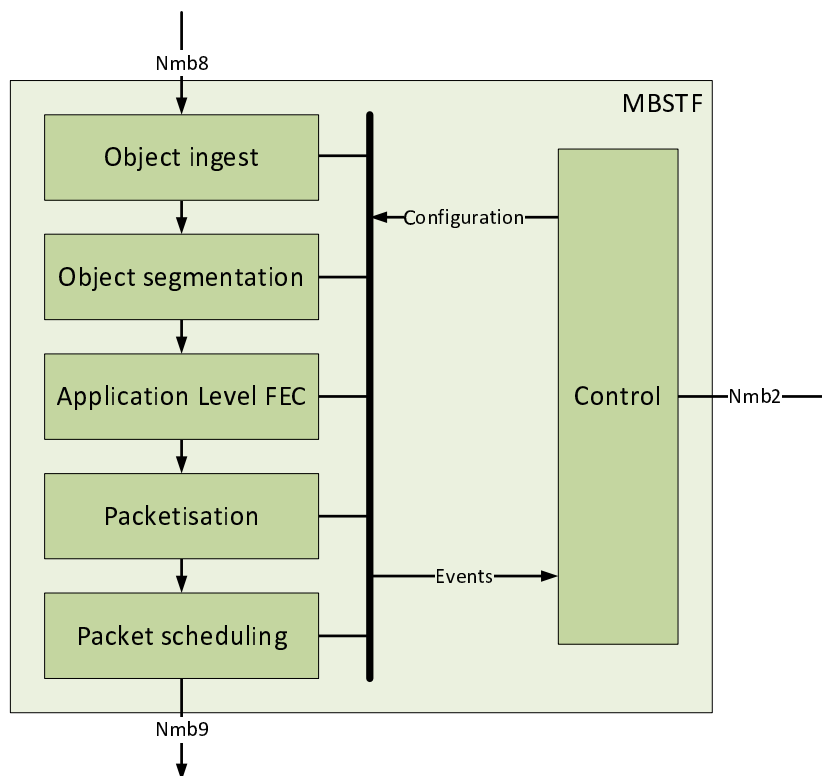 Nmb8
MBSTF
Object ingest
Configuration
Object segmentation
Application Level FEC
Control
Nmb2
Packetisation
Events
Packet scheduling
Nmb9